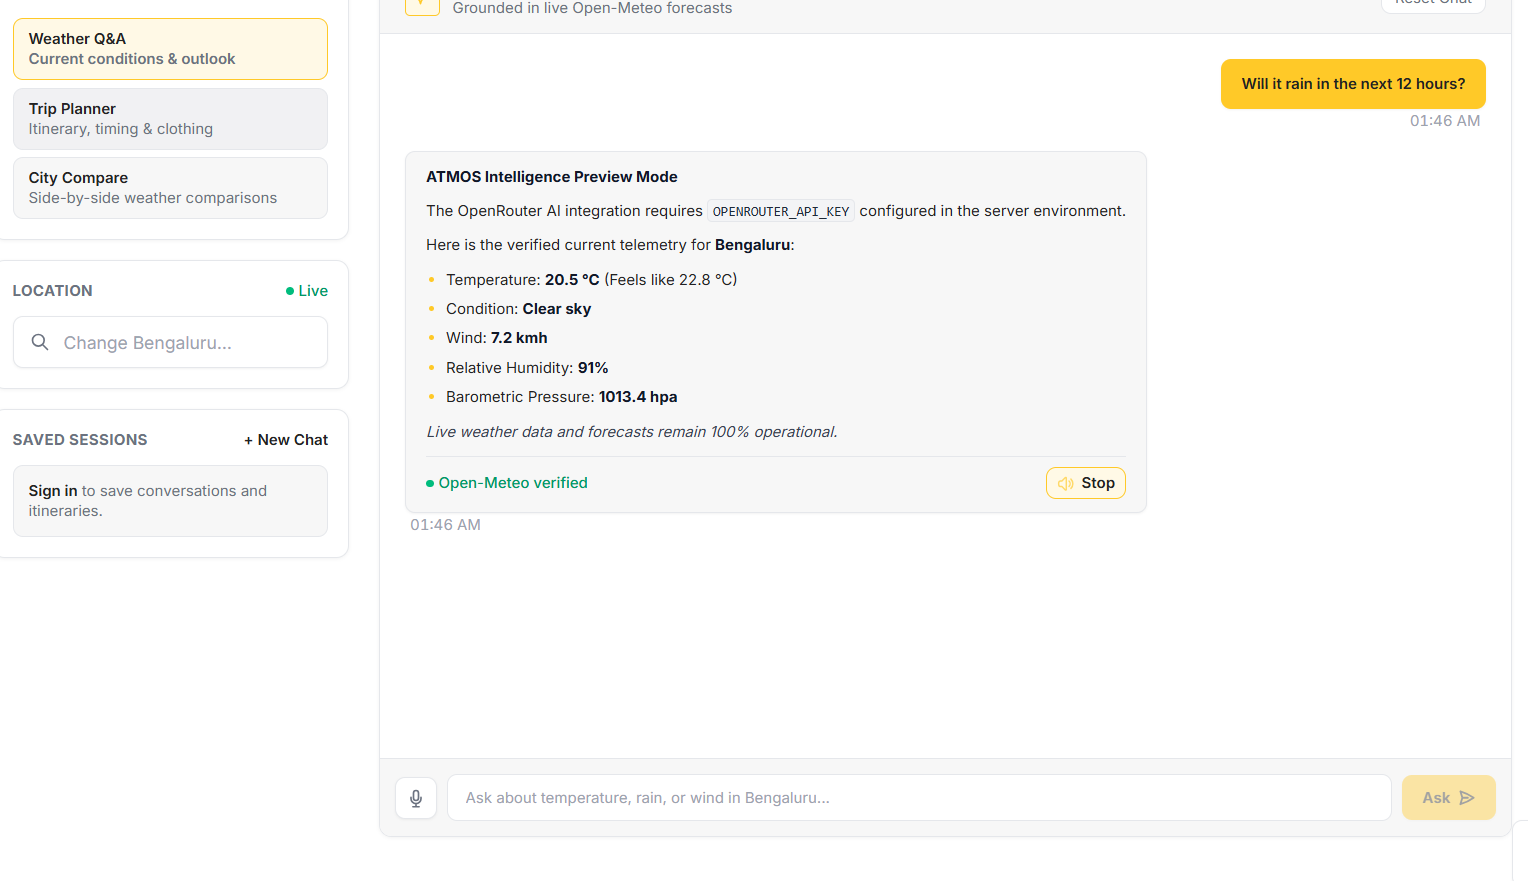 Grounded in live Open-Meteo forecasts
Reset Chat
Weather Q&A
Current conditions & outlook
Trip Planner
Itinerary, timing & clothing
City Compare
Side-by-side weather comparisons
LOCATION
Live
Change Bengaluru...
SAVED SESSIONS
+ New Chat
Sign in to save conversations and
itineraries.
Will it rain in the next 12 hours?
01:46 AM
ATMOS Intelligence Preview Mode
The OpenRouter AI integration requires OPENROUTER_API_KEY configured in the server environment.
Here is the verified current telemetry for Bengaluru:
Temperature: 20.5 °C (Feels like 22.8 °C)
Condition: Clear sky
Wind: 7.2 kmh
Relative Humidity: 91%
Barometric Pressure: 1013.4 hpa
Live weather data and forecasts remain 100% operational.
Open-Meteo verified
Stop
01:46 AM
Ask about temperature, rain, or wind in Bengaluru...
Ask